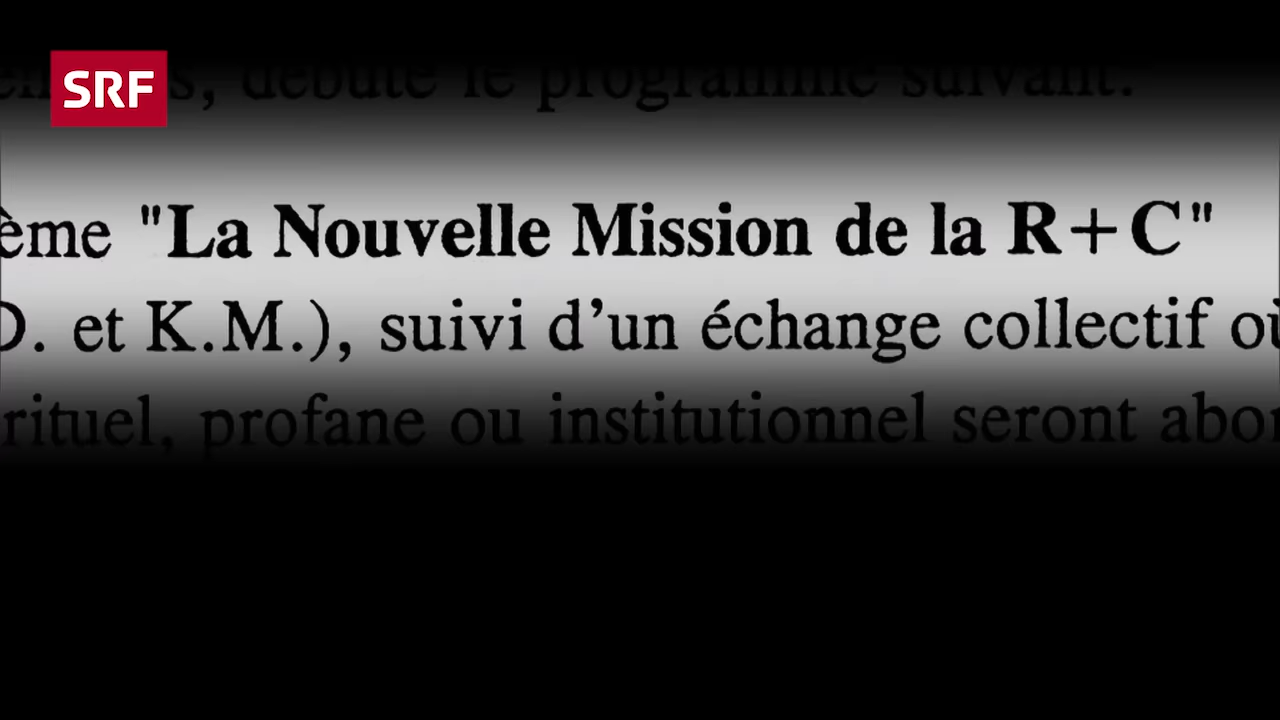 SRF
débute le programme suivant:
ème "La Nouvelle Mission de la R+C"
D. et K.M.), suivi d'un échange collectif où
rituel, profane ou institutionnel seront abor